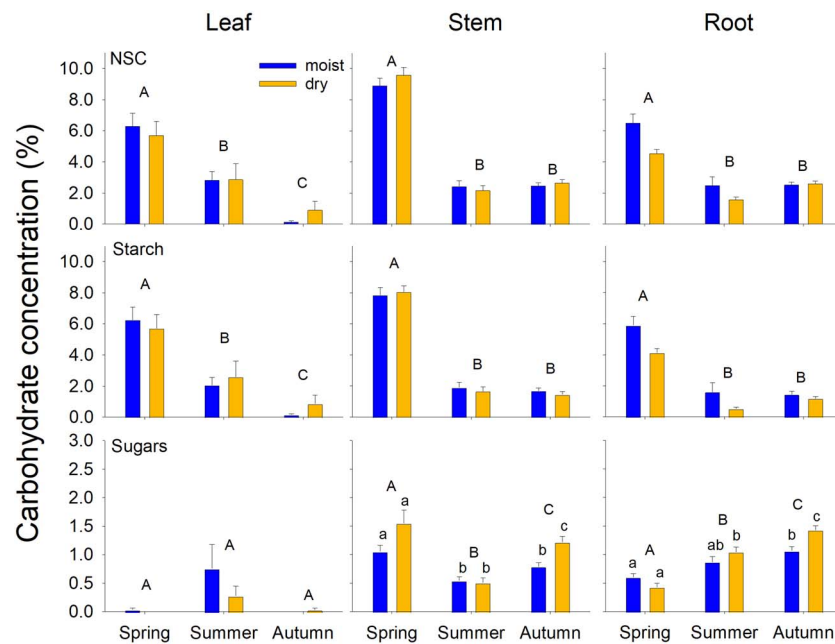 Leaf Stem Root
Carbohydrate concentration (%)
NSC
moist
dry
10.0
8.0
6.0
4.0
2.0
0.0
A B C
A B B
A B B
Starch
10.0
8.0
6.0
4.0
2.0
0.0
A B C
A B B
A B B
Sugars
3.0
2.5
2.0
1.5
1.0
0.5
0.0
A A A
A B C
a a b b b c
A B C
a a ab b b c
Spring Summer Autumn Spring Summer Autumn Spring Summer Autumn